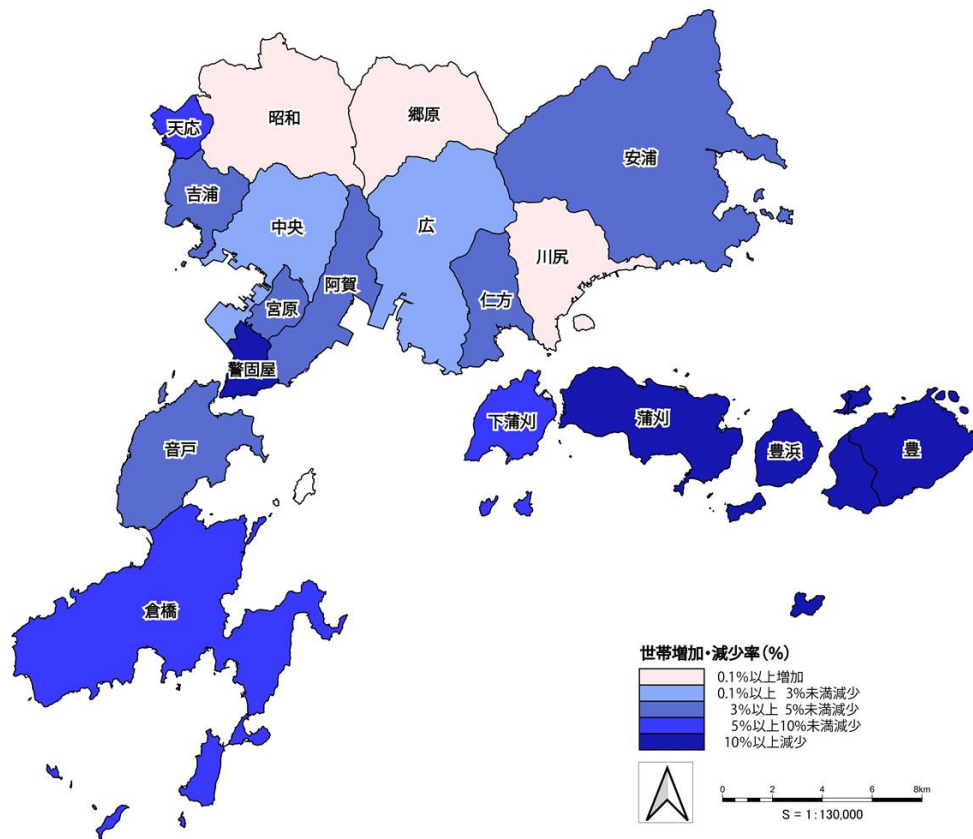 昭和
郷原
天応
安浦
吉浦
中央
広
川尻
阿賀
宮原
仁方
警固屋
下蒲刈
蒲刈
豊浜
豊
音戸
倉橋
世帯増加・減少率(%)
0.1%以上増加
0.1%以上 3%未満減少
3%以上 5%未満減少
5%以上10%未満減少
10%以上減少
0 2 4 6 8km
S = 1:130,000